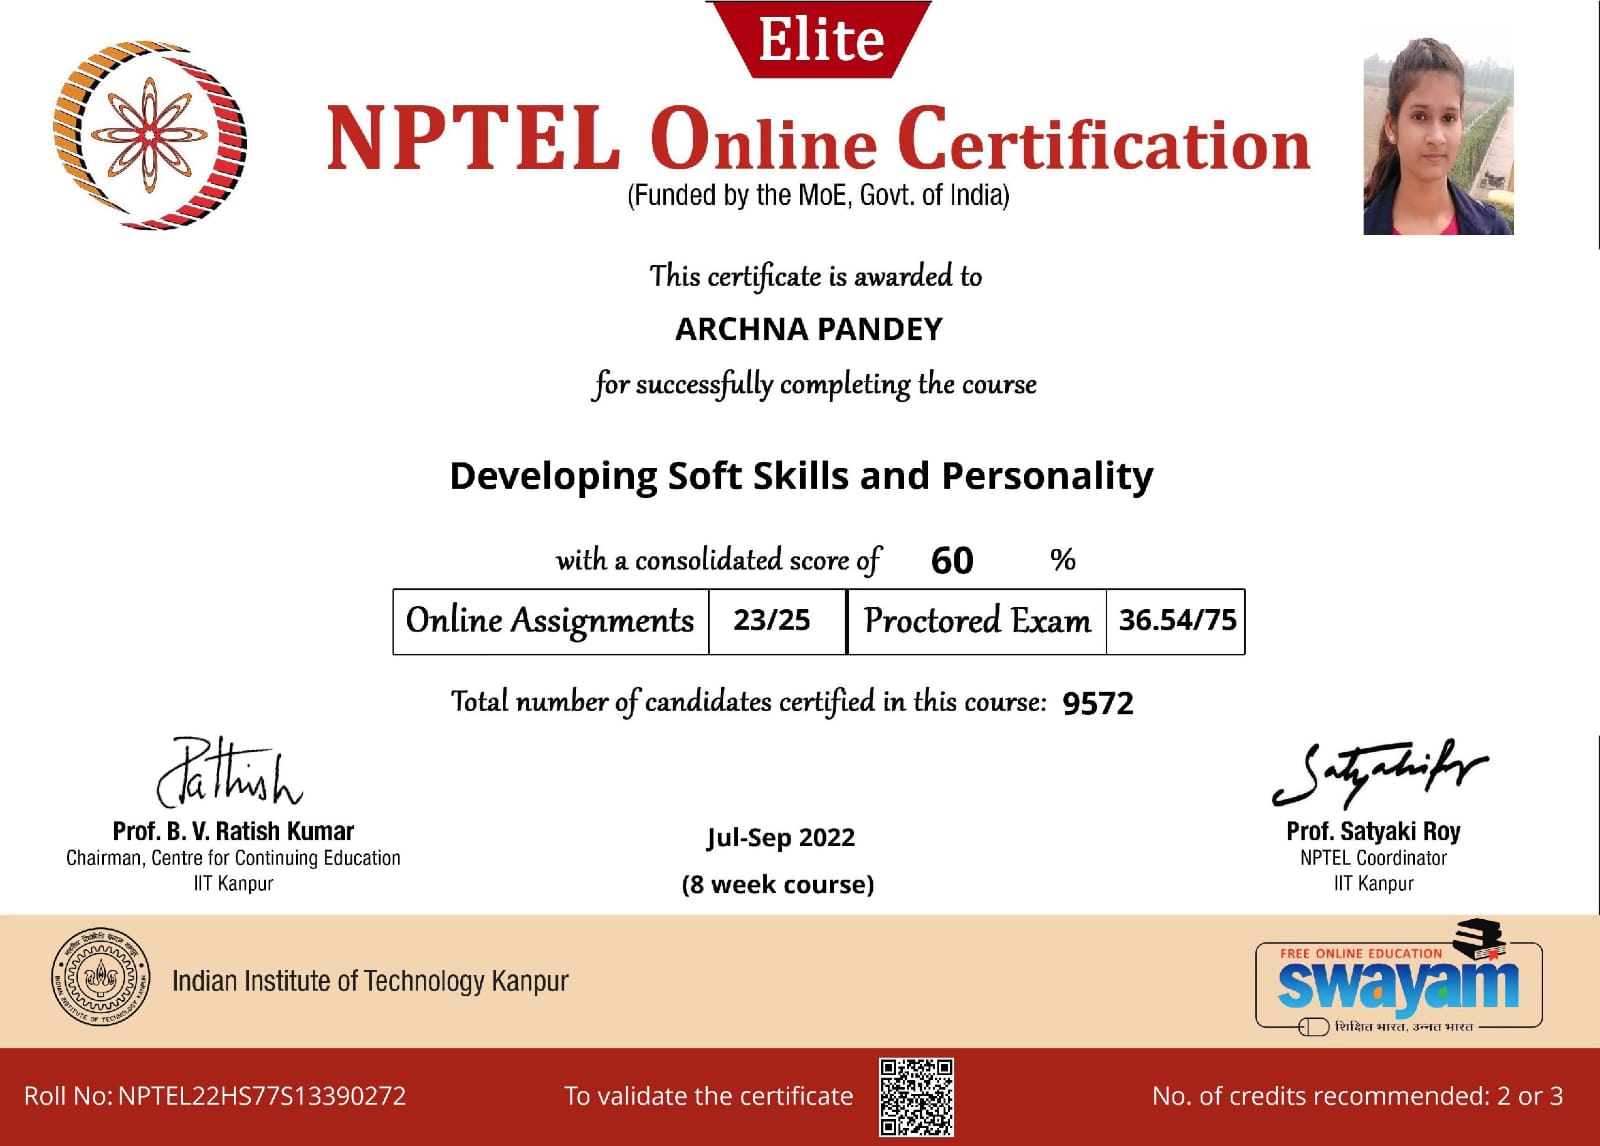 Elite
NPTEL Online Certification
(Funded by the MoE, Govt. of India)
This certificate is awarded to
ARCHNA PANDEY
for successfully completing the course
Developing Soft Skills and Personality
with a consolidated score of 60 %
Online Assignments 23/25 Proctored Exam 36.54/75
Total number of candidates certified in this course: 9572
Prof. B. V. Ratish Kumar
Chairman, Centre for Continuing Education
IIT Kanpur
Jul-Sep 2022
(8 week course)
Prof. Satyaki Roy
NPTEL Coordinator
IIT Kanpur
INDIAN INSTITUTE OF TECHNOLOGY KANPUR
Indian Institute of Technology Kanpur
FREE ONLINE EDUCATION
swayam
शिक्षित भारत, उन्नत भारत
Roll No: NPTEL22HS77S13390272
To validate the certificate
No. of credits recommended: 2 or 3